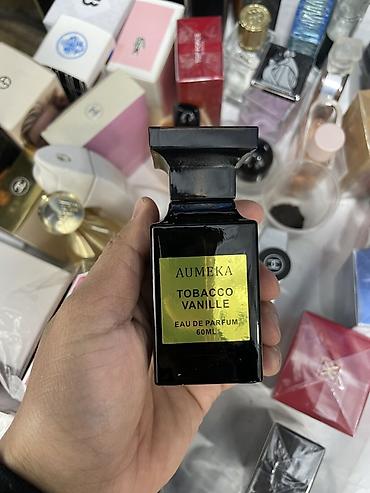 AUMEKA
TOBACCO
VANILLE
EAU DE PARFUM
60ML